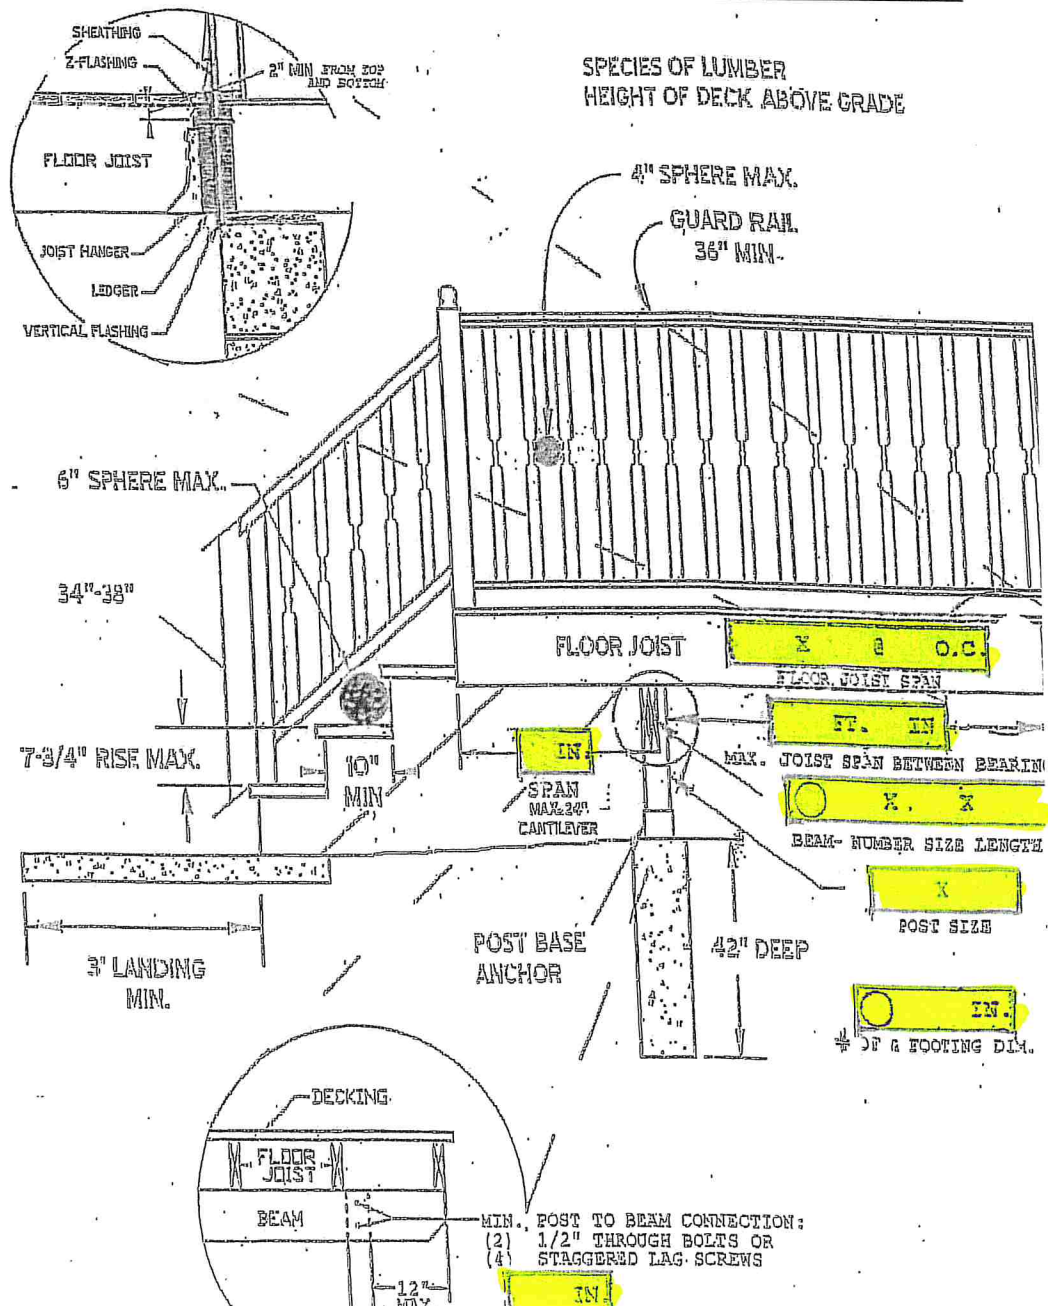 SHEATHING
Z-FLASHING
2" MIN FROM TOP
AND BOTTOM
FLOOR JOIST
JOIST HANGER
LEDGER
VERTICAL FLASHING
SPECIES OF LUMBER
HEIGHT OF DECK ABOVE GRADE
4" SPHERE MAX.
GUARD RAIL
36" MIN.
6" SPHERE MAX.
34"-38"
7-3/4" RISE MAX.
10"
MIN
FLOOR JOIST
X @ O.C.
FLOOR JOIST SPAN
FT. IN
MAX. JOIST SPAN BETWEEN BEARIN
IN.
SPAN
MAX 24"
CANTILEVER
X X
BEAM- NUMBER SIZE LENGTH
X
POST SIZE
3" LANDING
MIN.
POST BASE
ANCHOR
42" DEEP
IN.
# OF & FOOTING DIM.
DECKING
FLOOR
JOIST
BEAM
MIN. POST TO BEAM CONNECTION:
(2) 1/2" THROUGH BOLTS OR
(4) STAGGERED LAG SCREWS
12"
MAX
IN.